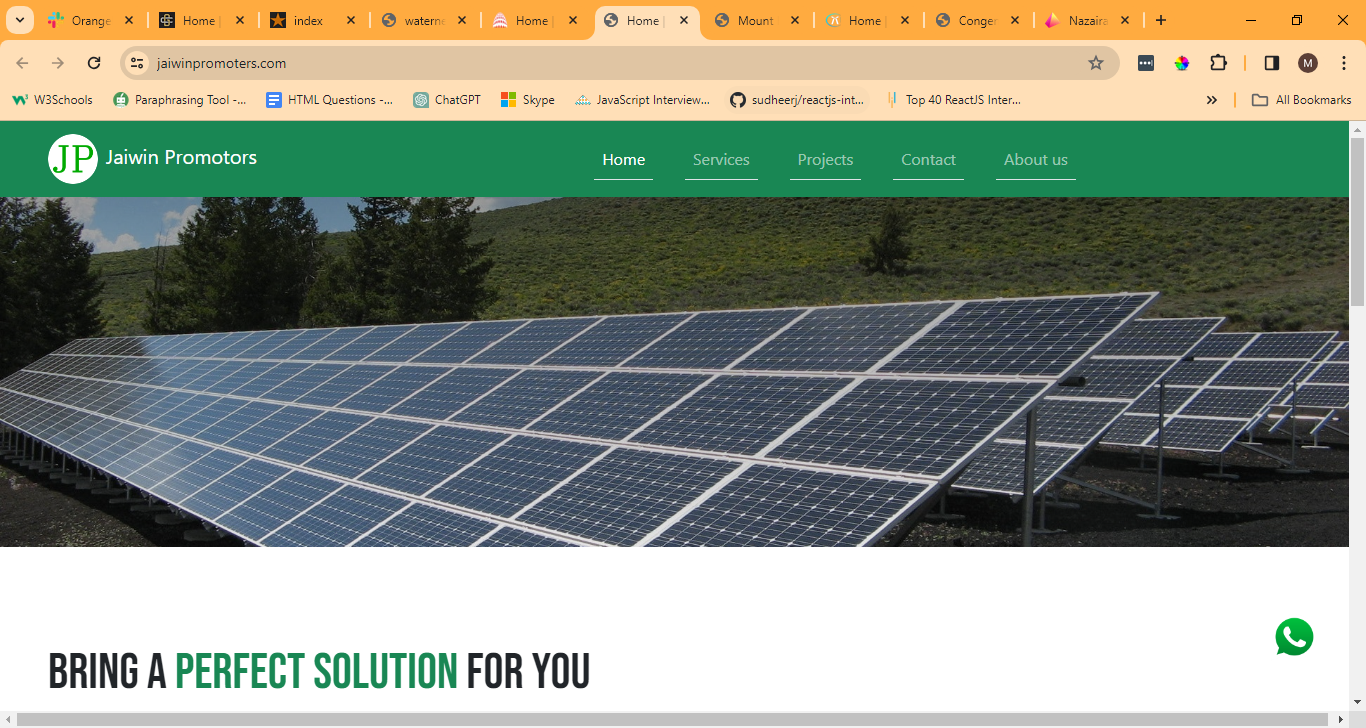 Orange
Home |
index
waterne
Home |
Home |
Mount
Home |
Conger
Nazaira
jaiwinpromoters.com
M
W3Schools
Paraphrasing Tool -...
HTML Questions -...
ChatGPT
Skype
JavaScript Interview...
sudheerj/reactjs-int...
Top 40 ReactJS Inter...
All Bookmarks
JP Jaiwin Promotors
Home
Services
Projects
Contact
About us
BRING A PERFECT SOLUTION FOR YOU